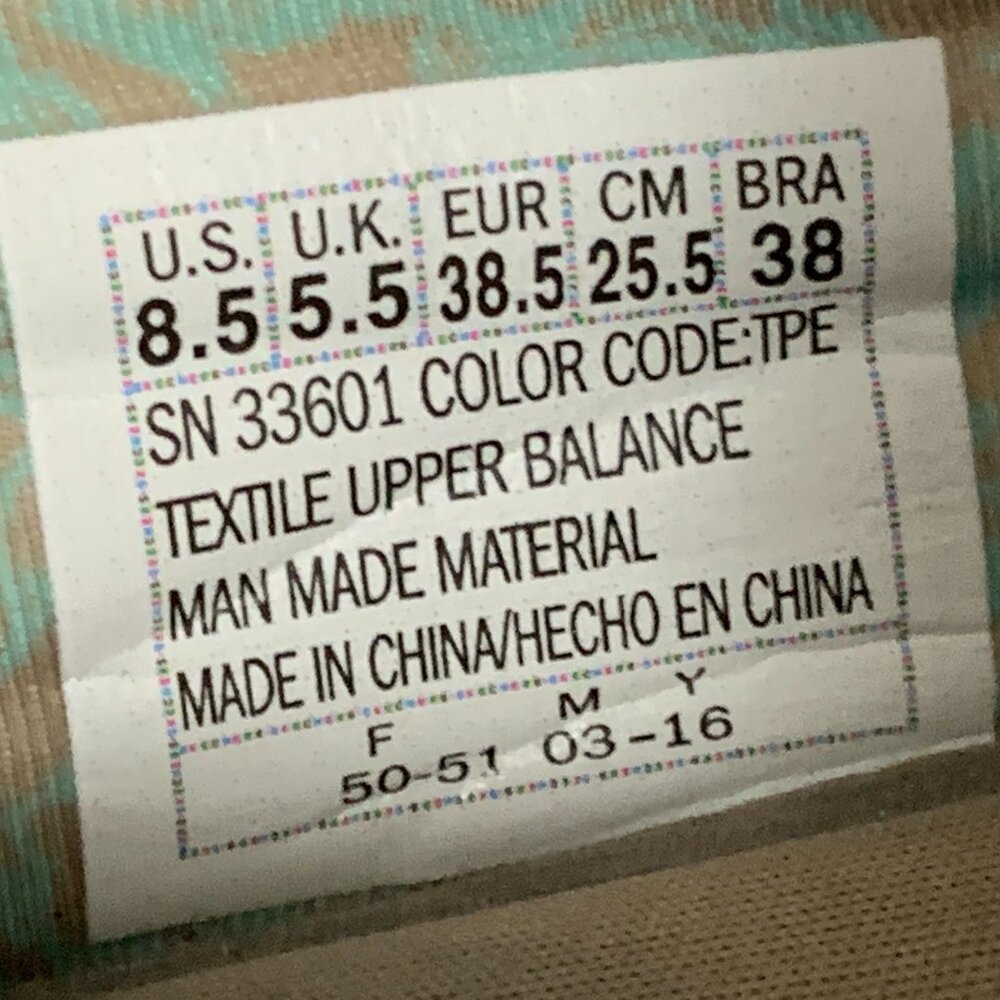 U.S. U.K. EUR CM BRA
8.5 5.5 38.5 25.5 38
SN 33601 COLOR CODE:TPE
TEXTILE UPPER BALANCE
MAN MADE MATERIAL
MADE IN CHINA/HECHO EN CHINA
F M Y
50-51 03-16